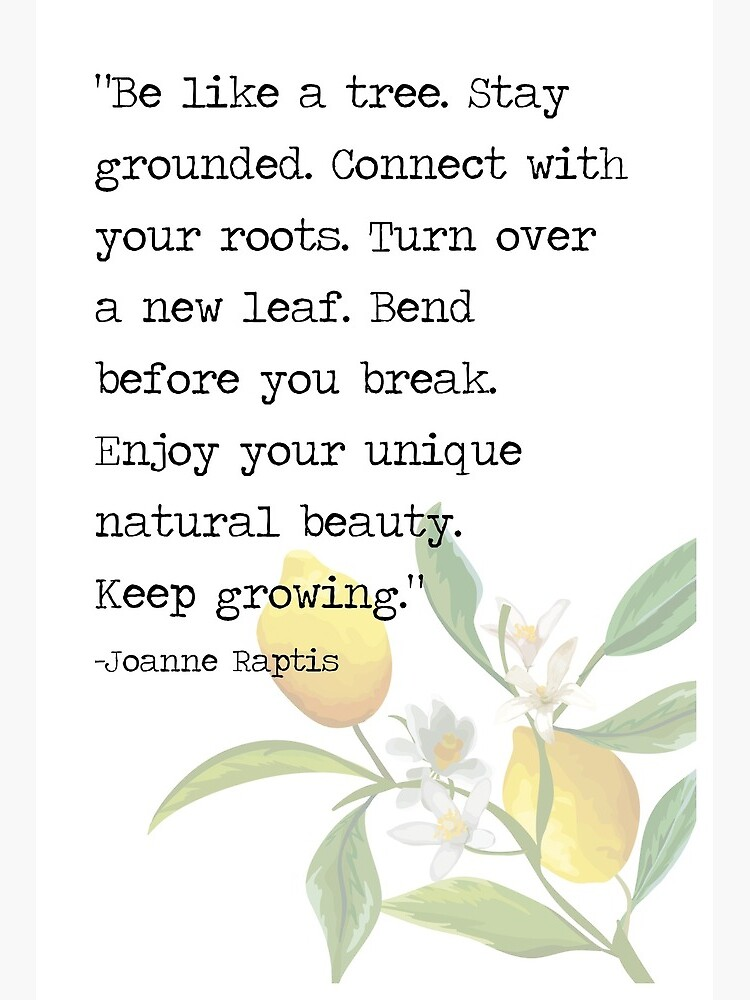 "Be like a tree. Stay
grounded. Connect with
your roots. Turn over
a new leaf. Bend
before you break.
Enjoy your unique
natural beauty.
Keep growing."
-Joanne Raptis